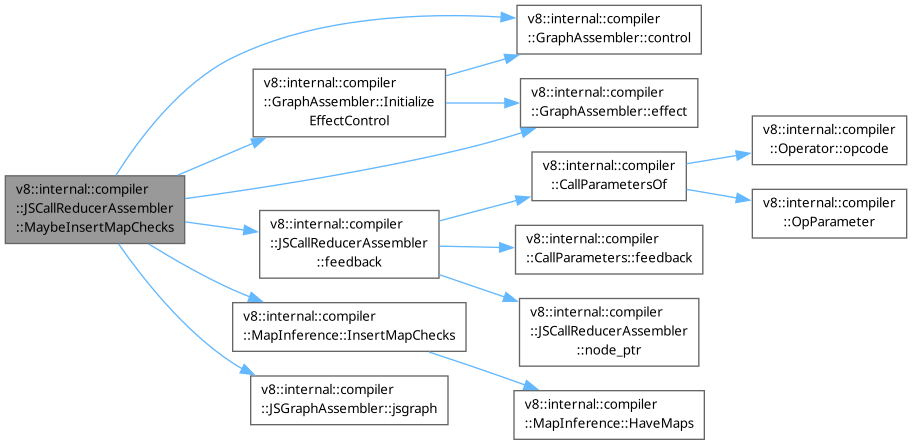 v8::internal::compiler
::JSCallReducerAssembler
::MaybeInsertMapChecks
v8::internal::compiler
::GraphAssembler::control
v8::internal::compiler
::GraphAssembler::Initialize
EffectControl
v8::internal::compiler
::GraphAssembler::effect
v8::internal::compiler
::JSCallReducerAssembler
::feedback
v8::internal::compiler
::CallParametersOf
v8::internal::compiler
::Operator::opcode
v8::internal::compiler
::OpParameter
v8::internal::compiler
::CallParameters::feedback
v8::internal::compiler
::JSCallReducerAssembler
::node_ptr
v8::internal::compiler
::MapInference::InsertMapChecks
v8::internal::compiler
::MapInference::HaveMaps
v8::internal::compiler
::JSGraphAssembler::jsgraph